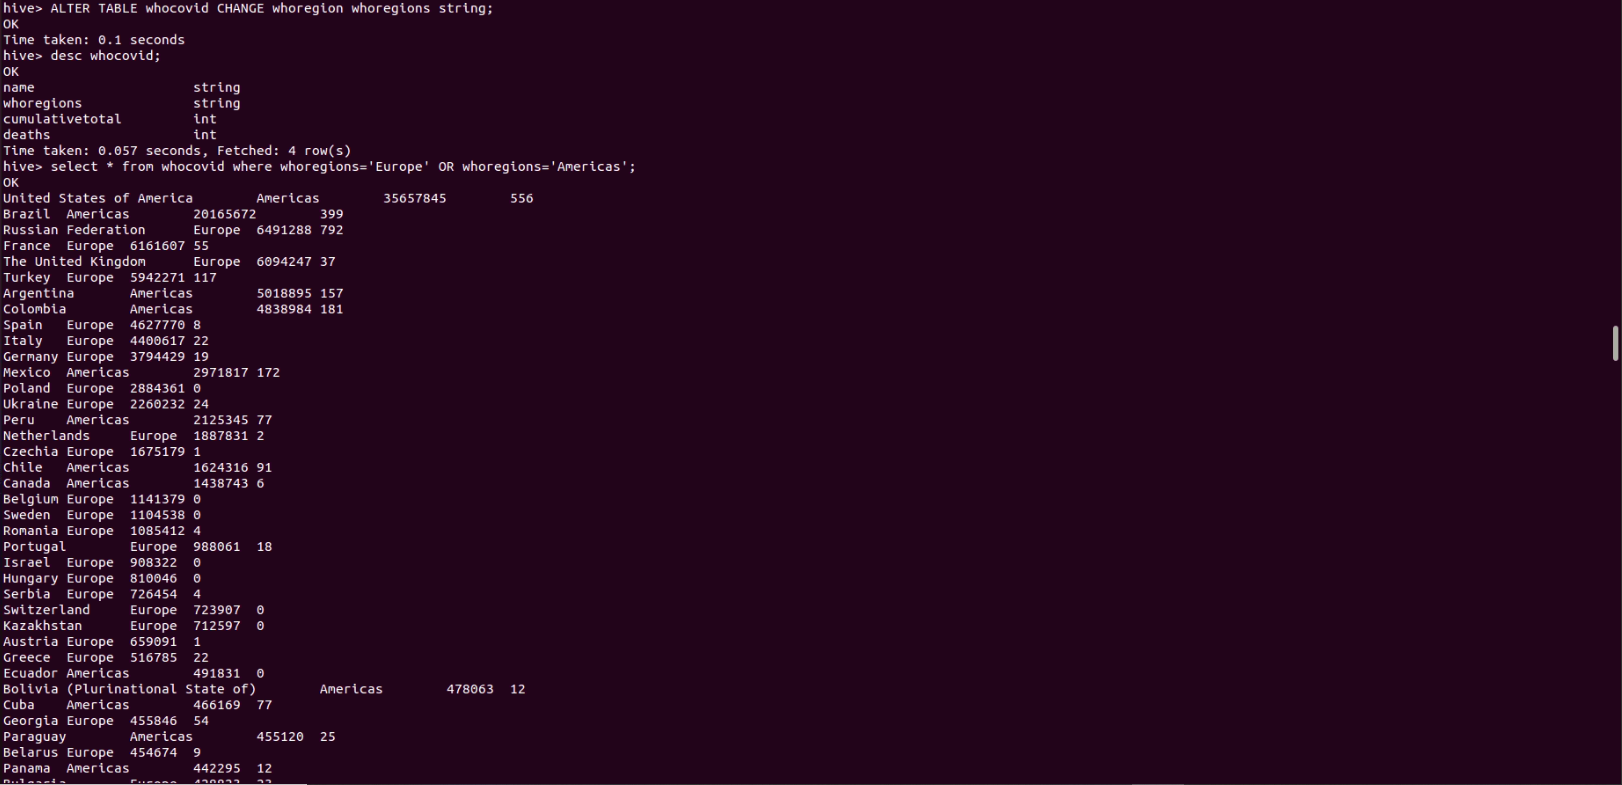 hive> ALTER TABLE whocovid CHANGE whoregion whoregions string;
OK
Time taken: 0.1 seconds
hive> desc whocovid;
OK
name                    string
whoregions              string
cumulativetotal         int
deaths                  int
Time taken: 0.057 seconds, Fetched: 4 row(s)
hive> select * from whocovid where whoregions='Europe' OR whoregions='Americas';
OK
United States of America        Americas        35657845        556
Brazil  Americas        20165672        399
Russian Federation      Europe  6491288 792
France  Europe  6161607 55
The United Kingdom      Europe  6094247 37
Turkey  Europe  5942271 117
Argentina       Americas        5018895 157
Colombia        Americas        4838984 181
Spain   Europe  4627770 8
Italy   Europe  4400617 22
Germany Europe  3794429 19
Mexico  Americas        2971817 172
Poland  Europe  2884361 0
Ukraine Europe  2260232 24
Peru    Americas        2125345 77
Netherlands     Europe  1887831 2
Czechia Europe  1675179 1
Chile   Americas        1624316 91
Canada  Americas        1438743 6
Belgium Europe  1141379 0
Sweden  Europe  1104538 0
Romania Europe  1085412 4
Portugal        Europe  988061  18
Israel  Europe  908322  0
Hungary Europe  810046  0
Serbia  Europe  726454  4
Switzerland     Europe  723907  0
Kazakhstan      Europe  712597  0
Austria Europe  659091  1
Greece  Europe  516785  22
Ecuador Americas        491831  0
Bolivia (Plurinational State of)        Americas        478063  12
Cuba    Americas        466169  77
Georgia Europe  455846  54
Paraguay        Americas        455120  25
Belarus Europe  454674  9
Panama  Americas        442295  12
Bulgaria        Europe